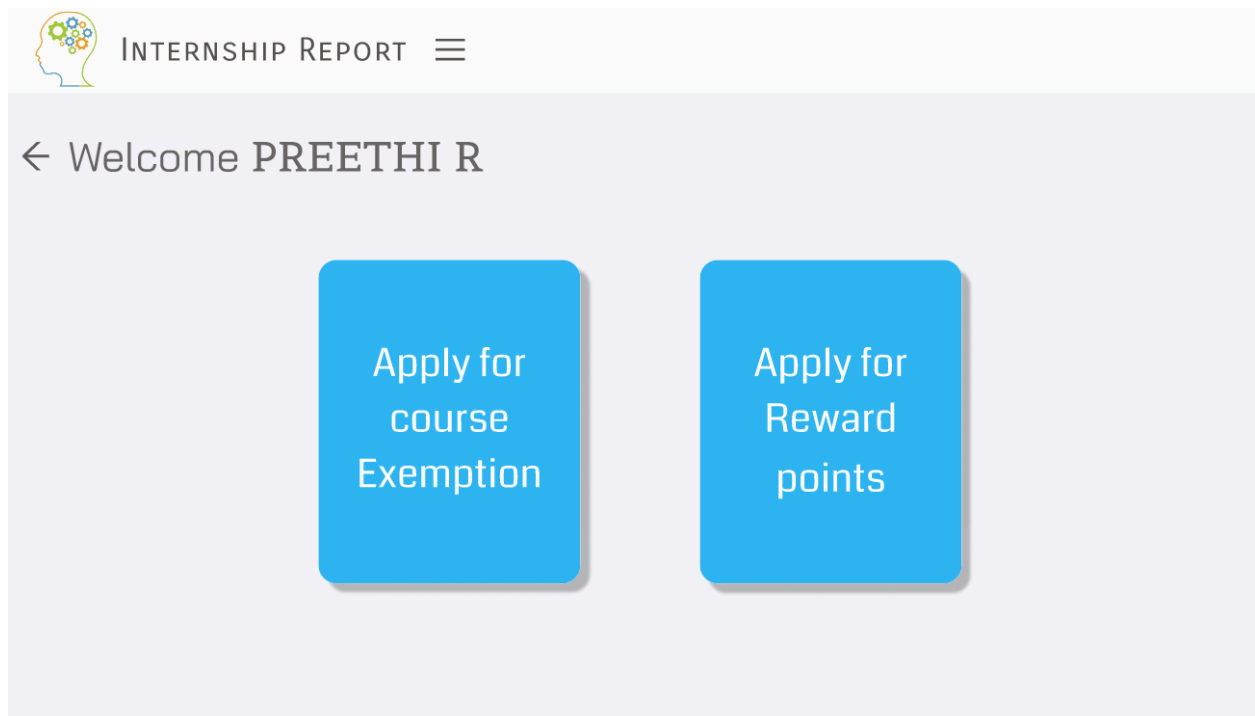 Internship Report
Welcome PREETHI R
Apply for
course
Exemption
Apply for
Reward
points